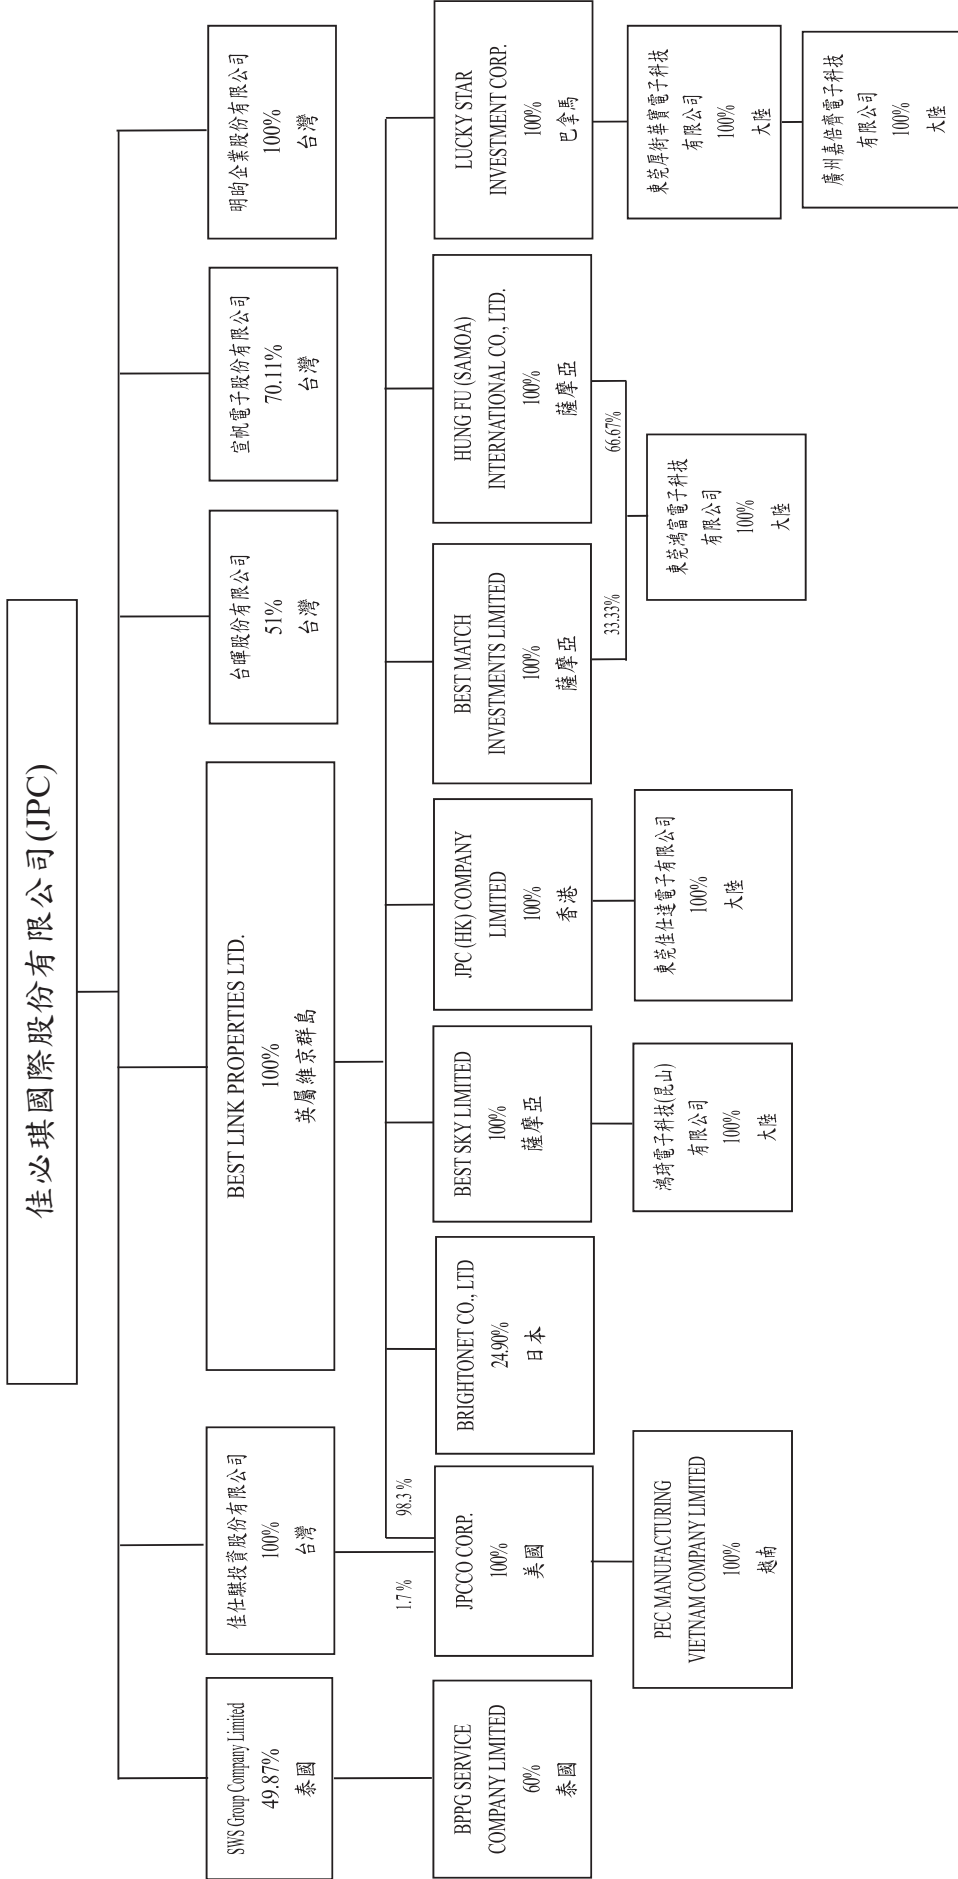 佳必琪國際股份有限公司(JPC)
SWS Group Company Limited
49.87%
泰國
佳仕騏投資股份有限公司
100%
台灣
BEST LINK PROPERTIES LTD.
100%
英屬維京群島
台暉股份有限公司
51%
台灣
宣帆電子股份有限公司
70.11%
台灣
明昫企業股份有限公司
100%
台灣
1.7 %
98.3 %
BPPG SERVICE
COMPANY LIMITED
60%
泰國
JPCCO CORP.
100%
美國
BRIGHTONET CO., LTD
24.90%
日本
BEST SKY LIMITED
100%
薩摩亞
JPC (HK) COMPANY
LIMITED
100%
香港
BEST MATCH
INVESTMENTS LIMITED
100%
薩摩亞
HUNG FU (SAMOA)
INTERNATIONAL CO., LTD.
100%
薩摩亞
LUCKY STAR
INVESTMENT CORP.
100%
巴拿馬
33.33%
66.67%
PEC MANUFACTURING
VIETNAM COMPANY LIMITED
100%
越南
鴻琦電子科技(昆山)
有限公司
100%
大陸
東莞佳仕達電子有限公司
100%
大陸
東莞鴻富電子科技
有限公司
100%
大陸
東莞厚街華寶電子科技
有限公司
100%
大陸
廣州嘉倍齊電子科技
有限公司
100%
大陸